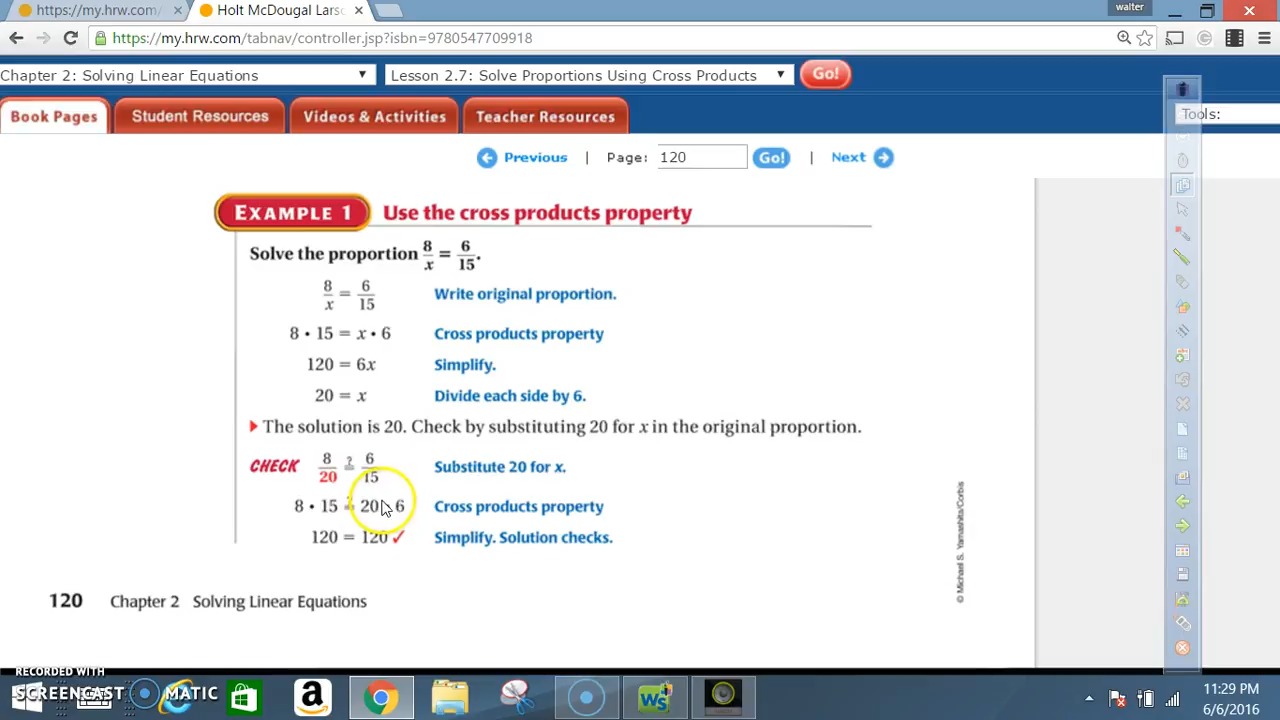 https://my.hrw.com/ × Holt McDougal Lars × walter
https://my.hrw.com/tabnav/controller.jsp?isbn=9780547709918
Chapter 2: Solving Linear Equations Lesson 2.7: Solve Proportions Using Cross Products Go!
Book Pages Student Resources Videos & Activities Teacher Resources Tools:
Previous | Page: 120 Go! | Next
EXAMPLE 1 Use the cross products property
Solve the proportion 8/x = 6/15.
8/x = 6/15 Write original proportion.
8 • 15 = x • 6 Cross products property
120 = 6x Simplify.
20 = x Divide each side by 6.
The solution is 20. Check by substituting 20 for x in the original proportion.
CHECK 8/20 ≟ 6/15 Substitute 20 for x.
8 • 15 ≟ 20 • 6 Cross products property
120 = 120 ✓ Simplify. Solution checks.
© Michael S. Yamashita/Corbis
120 Chapter 2 Solving Linear Equations
RECORDED WITH
SCREENCAST MATIC
11:29 PM
6/6/2016